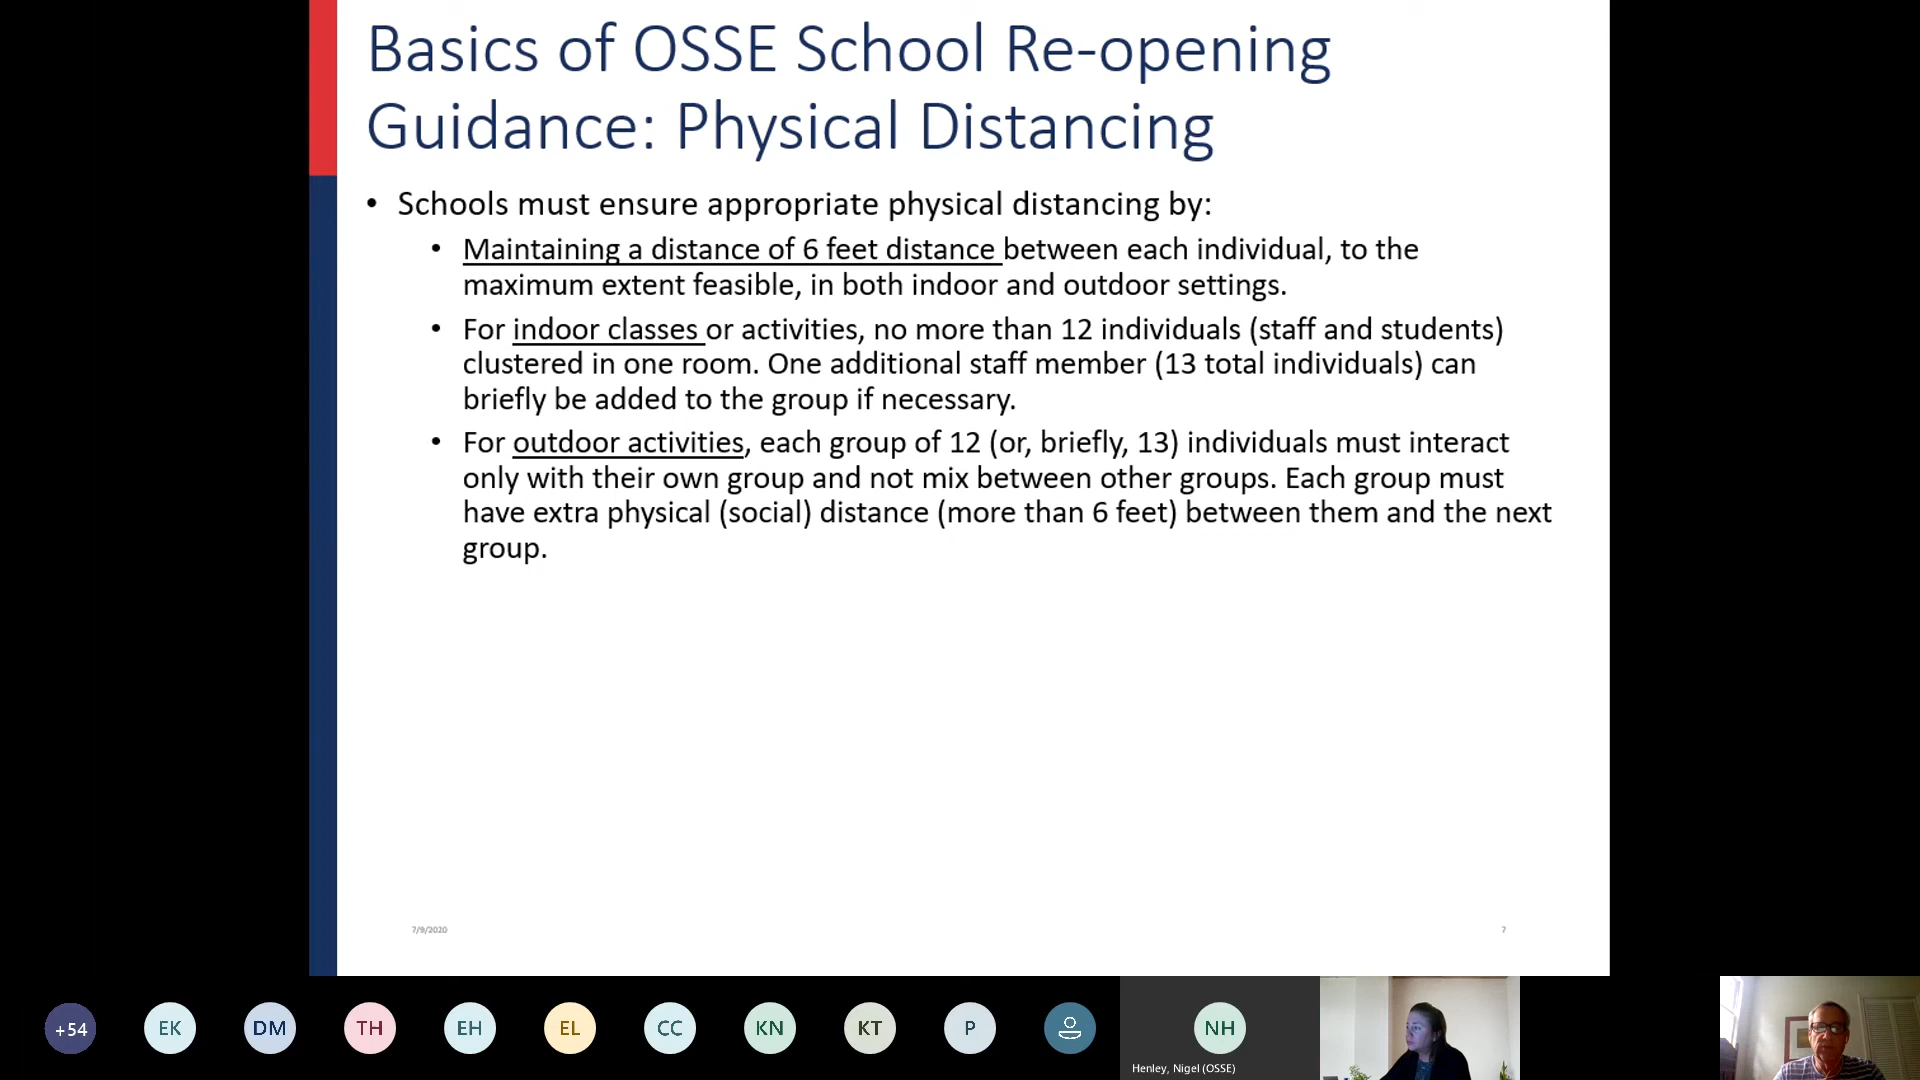 Basics of OSSE School Re-opening
Guidance: Physical Distancing
• Schools must ensure appropriate physical distancing by:
• Maintaining a distance of 6 feet distance between each individual, to the
maximum extent feasible, in both indoor and outdoor settings.
• For indoor classes or activities, no more than 12 individuals (staff and students)
clustered in one room. One additional staff member (13 total individuals) can
briefly be added to the group if necessary.
• For outdoor activities, each group of 12 (or, briefly, 13) individuals must interact
only with their own group and not mix between other groups. Each group must
have extra physical (social) distance (more than 6 feet) between them and the next
group.
7/9/2020
7
+54
EK
DM
TH
EH
EL
CC
KN
KT
P
NH
Henley, Nigel (OSSE)